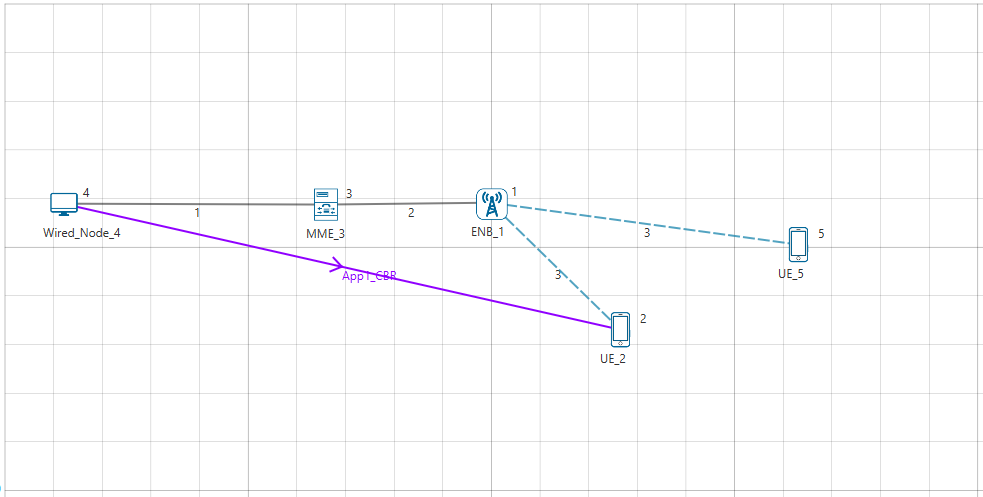 4
3
1
1
2
Wired_Node_4
MME_3
ENB_1
3
5
App1_CBR
3
UE_5
2
UE_2